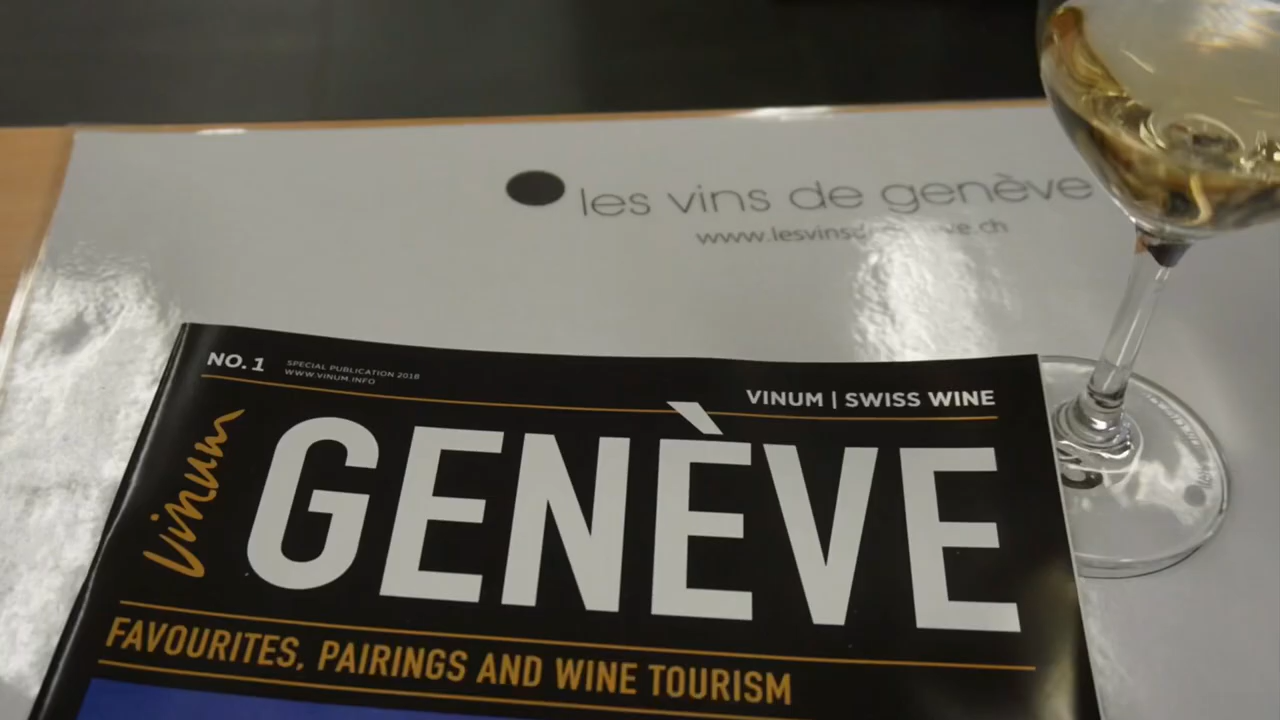 les vins de genève
NO. 1
SPECIAL PUBLICATION 2018
WWW.VINUM.INFO
VINUM | SWISS WINE
Vinum
GENÈVE
FAVOURITES, PAIRINGS AND WINE TOURISM